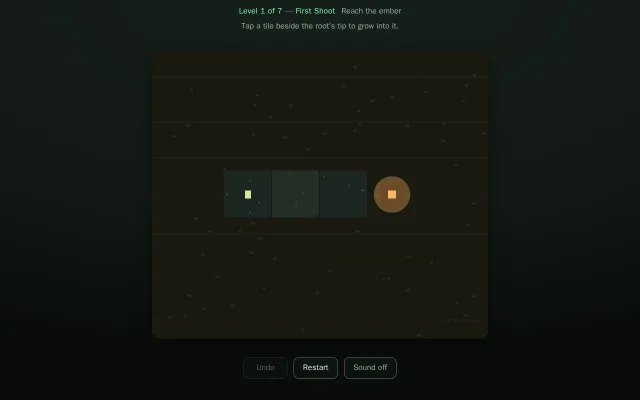 Level 1 of 7 — First Shoot Reach the ember
Tap a tile beside the root's tip to grow into it.
Undo
Restart
Sound off